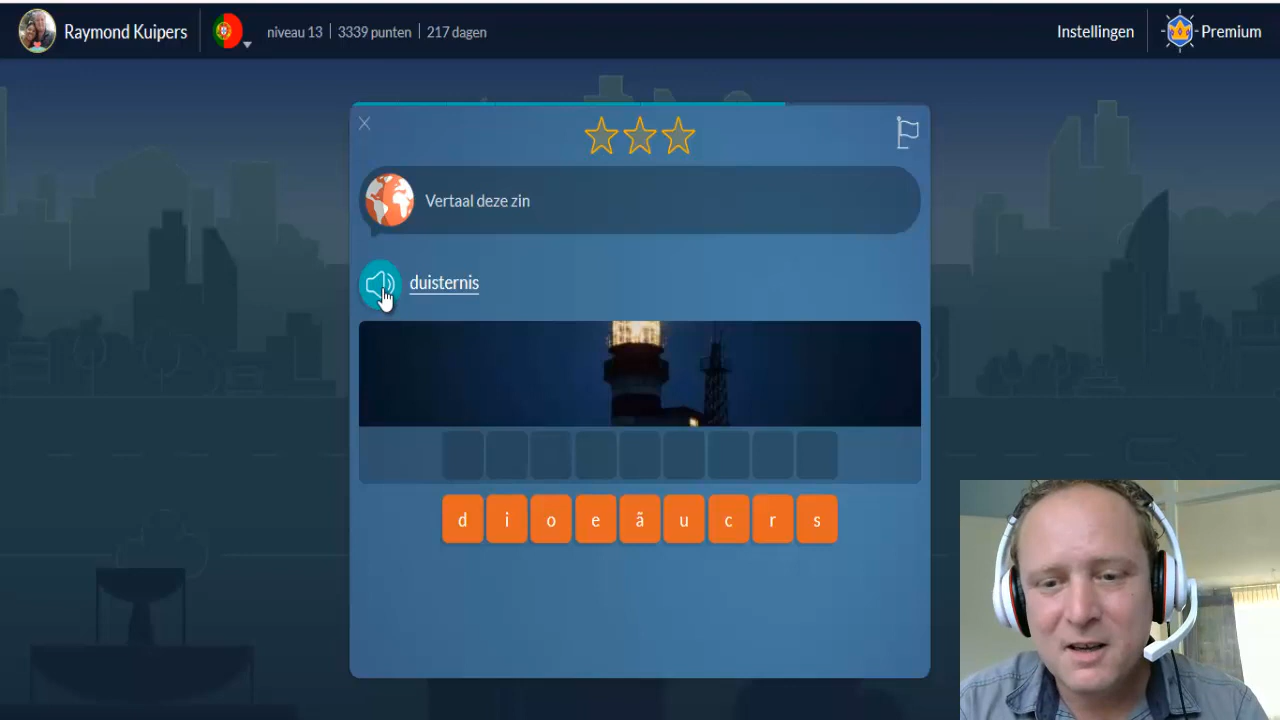 Raymond Kuipers niveau 13 3339 punten 217 dagen Instellingen Premium
Vertaal deze zin
duisternis
d i o e ã u c r s